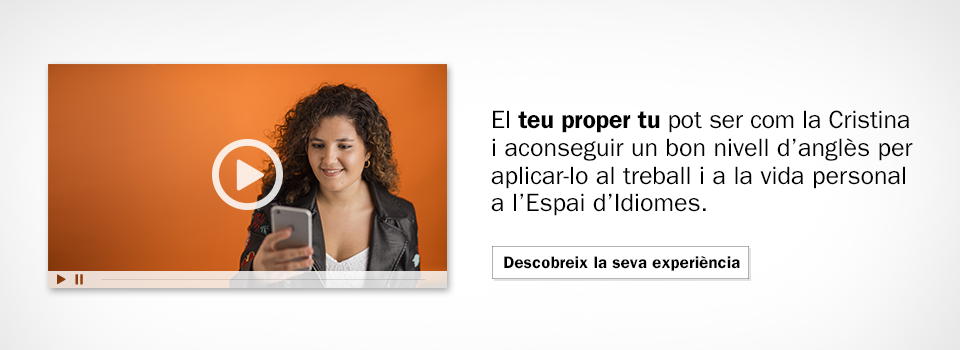 El teu proper tu pot ser com la Cristina
i aconseguir un bon nivell d’anglès per
aplicar-lo al treball i a la vida personal
a l’Espai d’Idiomes.
Descobreix la seva experiència